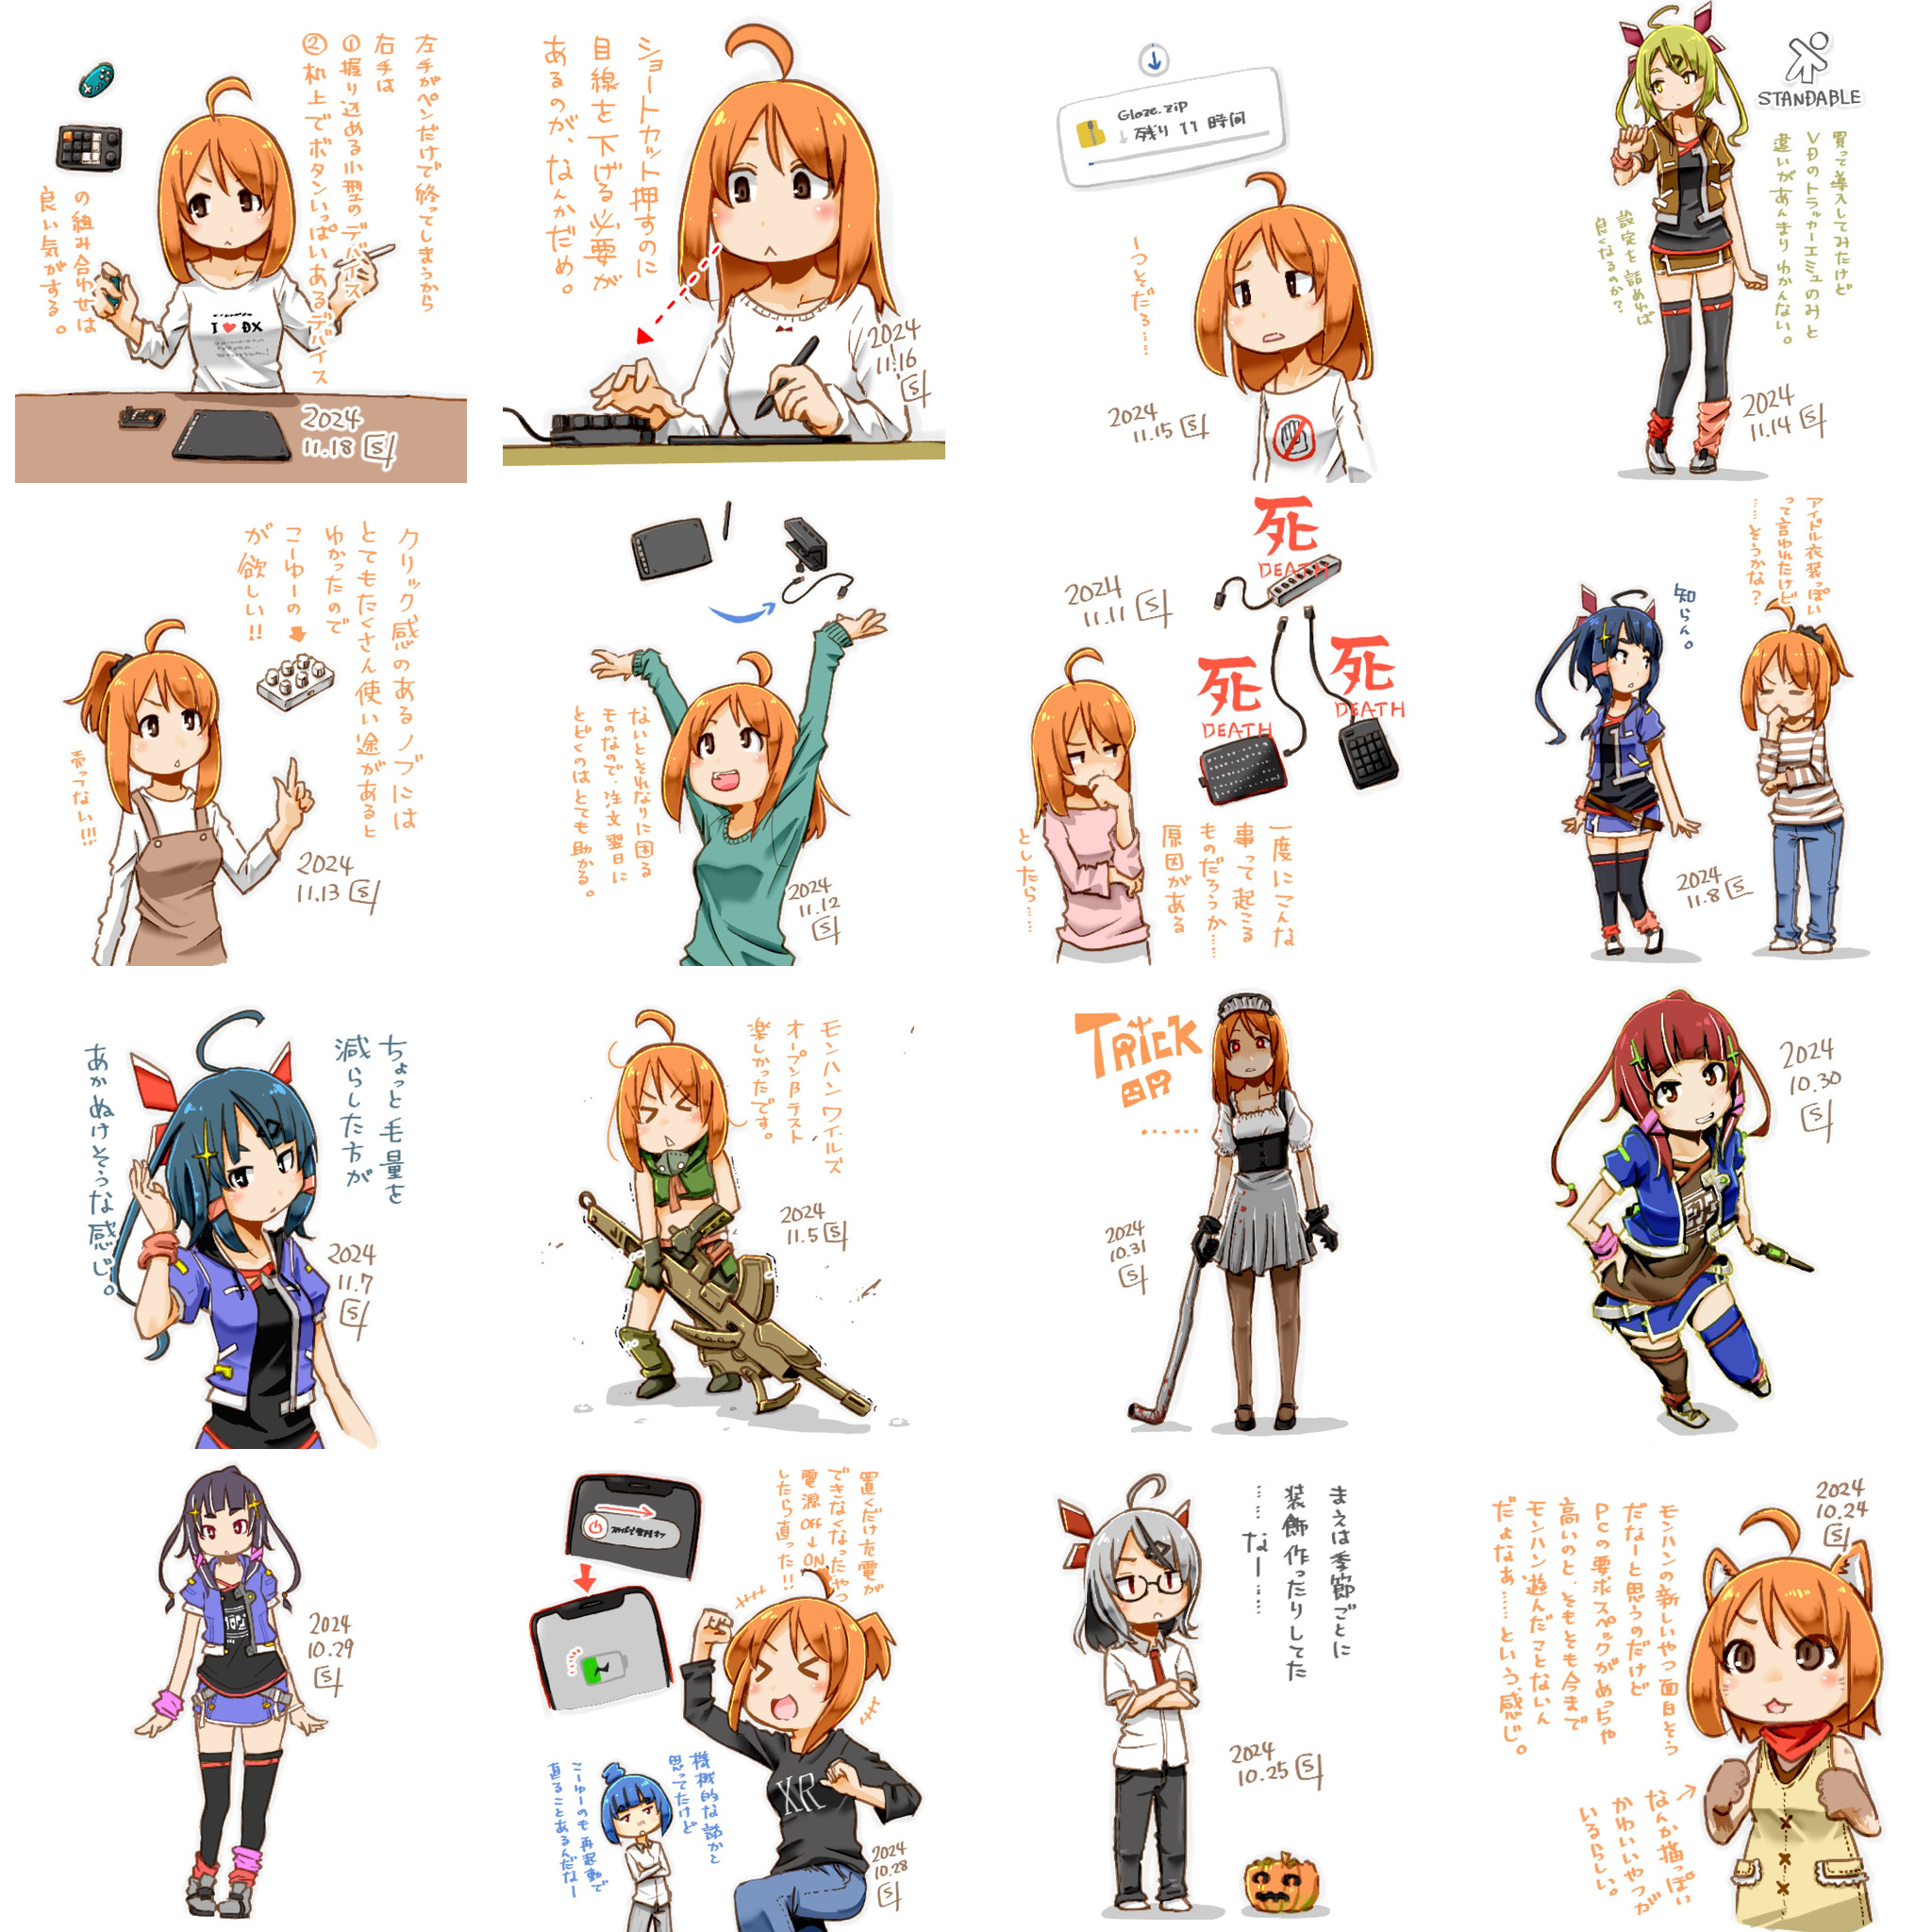 左手がペンだけで終ってしまうから
右手は
①握り込める小型のデバイス
②机上でボタンいっぱいあるデバイス
の組み合わせは
良い気がする。
I ❤ DX
2024
11.18
S
ショートカット押すのに
目線を下げる必要が
あるのが、なんかだめ。
2024
11.16
S
Glaze.zip
↓残り 11 時間
うそだろ……
2024
11.15
S
STANDABLE
買って導入してみたけど
VDのトラッカーエミュのみと
違いがあんまりわかんない。
設定を詰めれば
良くなるのか?
2024
11.14
S
クリック感のあるノブには
とてもたくさん使い途があると
わかったので
こーゆーの
が欲しい!!
売ってない!!!
2024
11.13
S
ないとそれなりに困る
ものなので、注文翌日に
とどくのはとても助かる。
2024
11.12
S
2024
11.11
S
死
DEATH
死
DEATH
死
DEATH
一度にこんな
事って起こる
ものだろうか……
原因がある
としたら……
アイドル衣装っぽい
って言われたけど
……そうかな?
知らん。
2024
11.8
S
ちょっと毛量を
減らした方が
あかぬけそうな感じ。
2024
11.7
S
モンハンワイルズ
オープンβテスト
楽しかったです。
2024
11.5
S
TRICK
OR
……
2024
10.31
S
2024
10.30
S
2024
10.29
S
置くだけ充電が
できなくなったやつ
電源OFF→ON
したら直った!!
機械的な話かと
思ってたけど
こーゆーのも再起動で
直ることあるんだなー
XR
2024
10.28
S
まえは季節ごとに
装飾作ったりしてた
……なー……
2024
10.25
S
2024
10.24
S
モンハンの新しいやつ面白そう
だなーと思うのだけど
PCの要求スペックがめっちゃ
高いのと、そもそも今まで
モンハン遊んだことないん
だよなぁ……という感じ。
なんか猫っぽい
かわいいやつが
いるらしい。